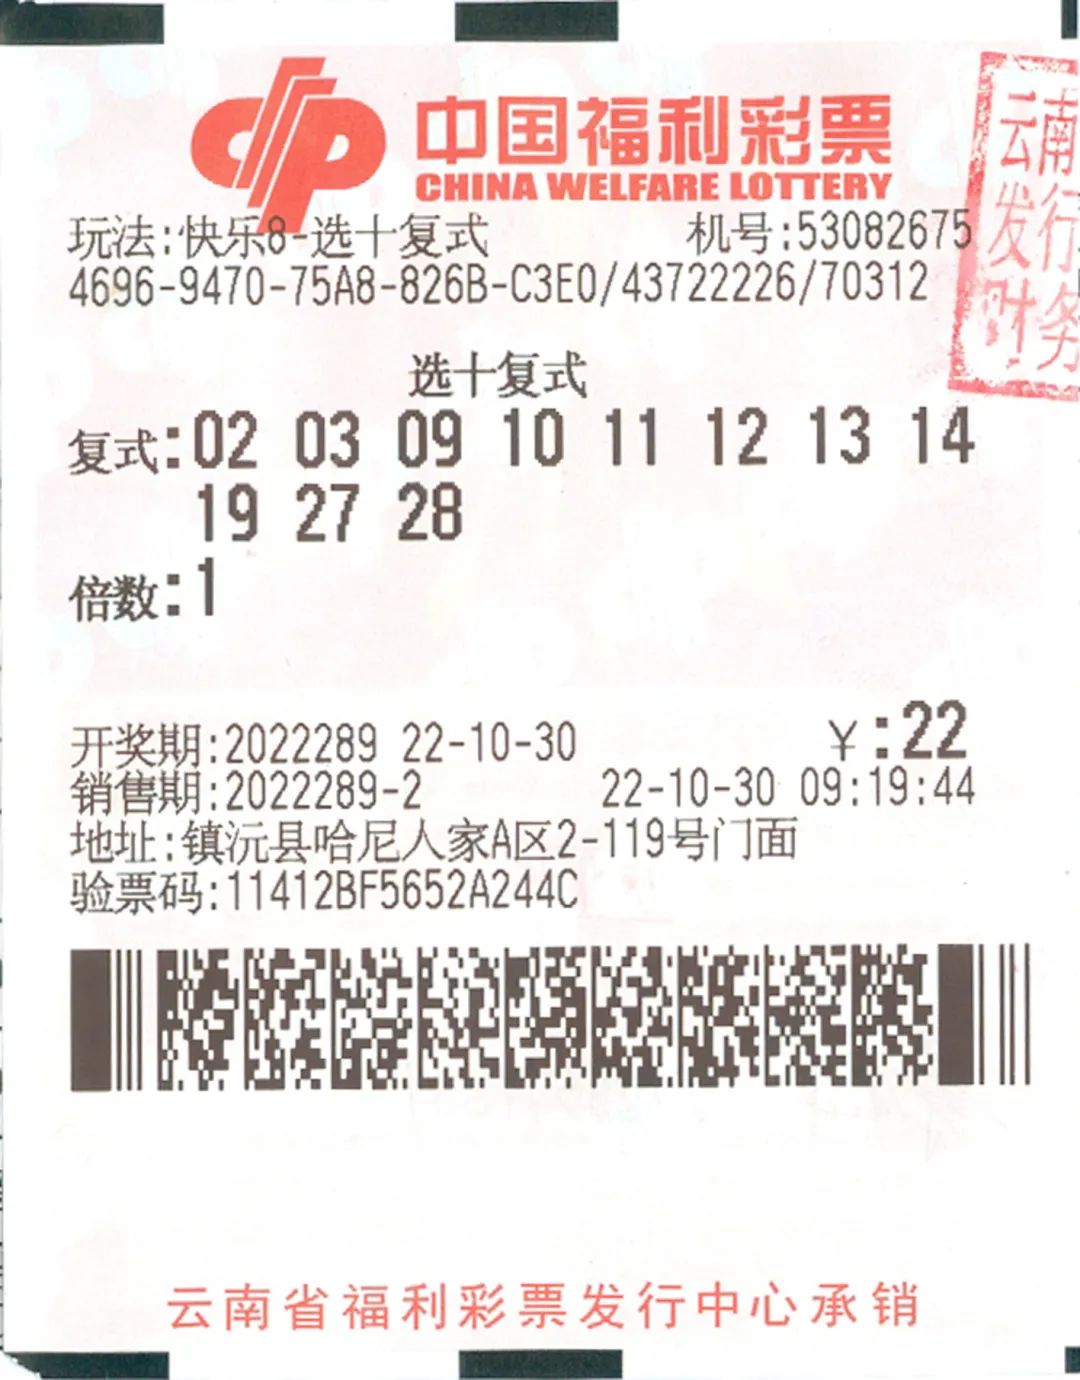 中国福利彩票
CHINA WELFARE LOTTERY
云南
发行
财务
玩法:快乐8-选十复式 机号:53082675
4696-9470-75A8-826B-C3E0/43722226/70312
选十复式
复式:02 03 09 10 11 12 13 14
19 27 28
倍数:1
开奖期:2022289 22-10-30 ¥:22
销售期:2022289-2 22-10-30 09:19:44
地址:镇沅县哈尼人家A区2-119号门面
验票码:11412BF5652A244C
云南省福利彩票发行中心承销